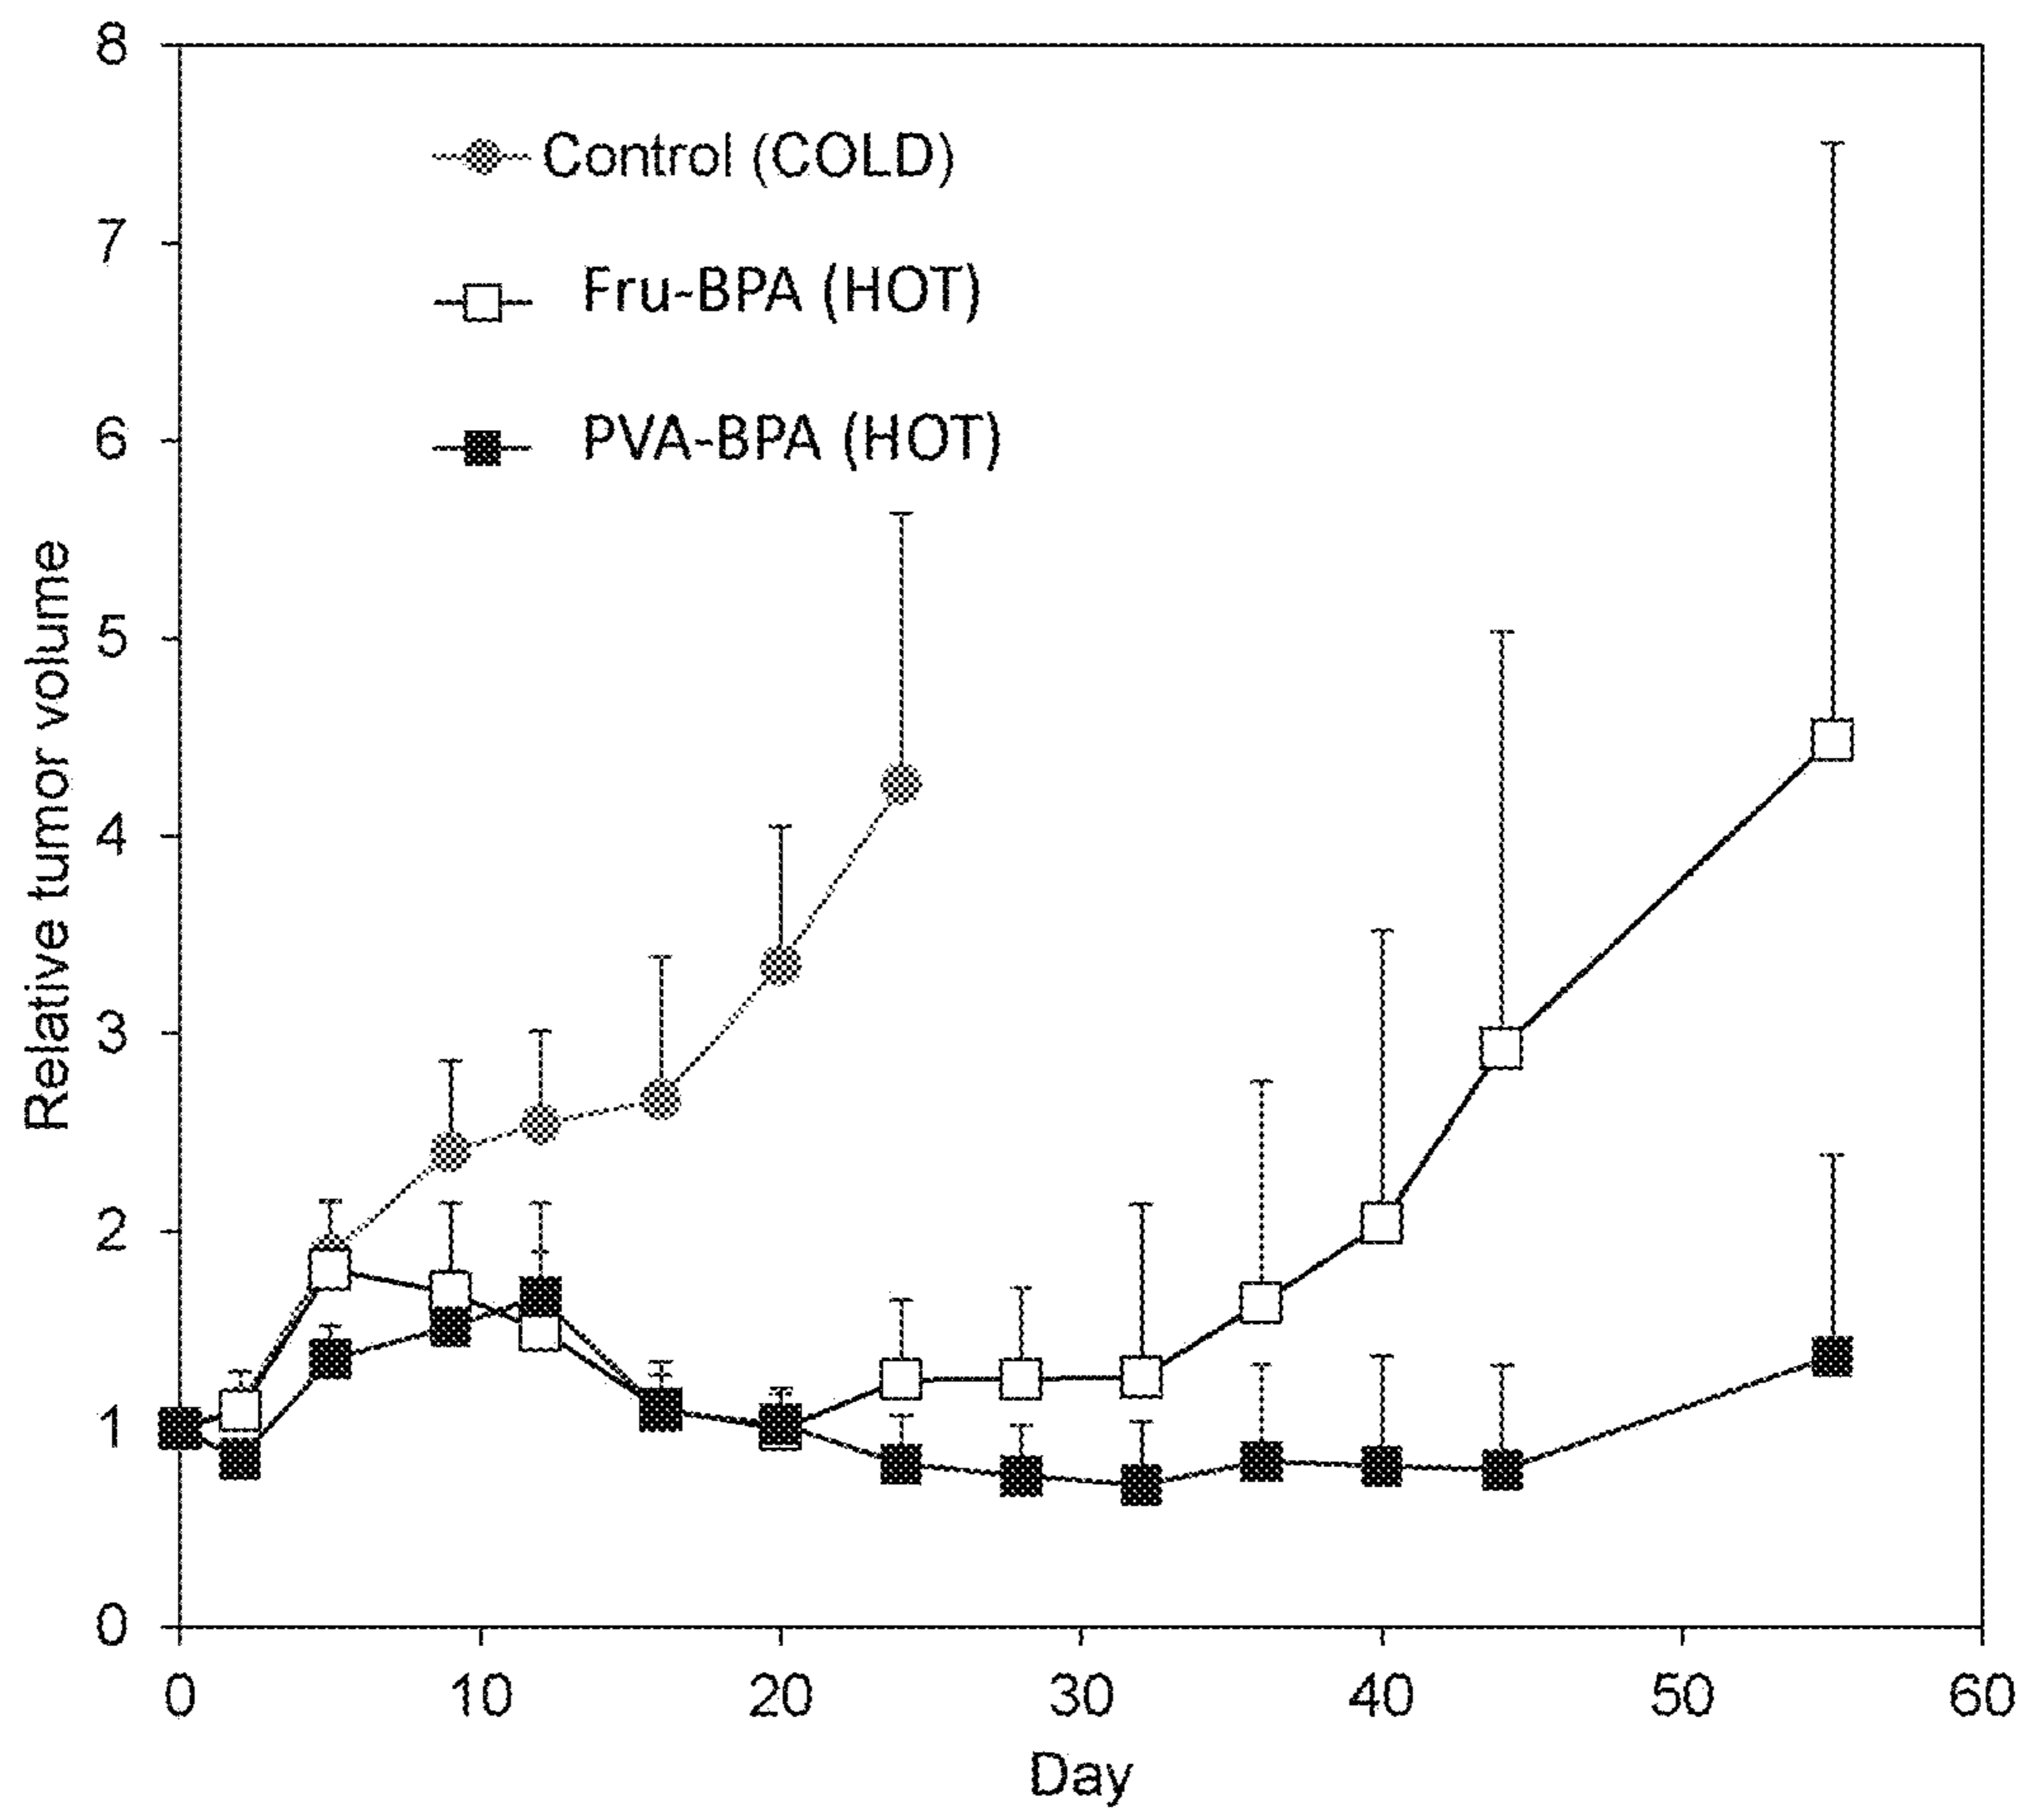 8
7
6
5
4
3
2
1
0
Relative tumor volume
Control (COLD)
Fru-BPA (HOT)
PVA-BPA (HOT)
0 10 20 30 40 50 60
Day